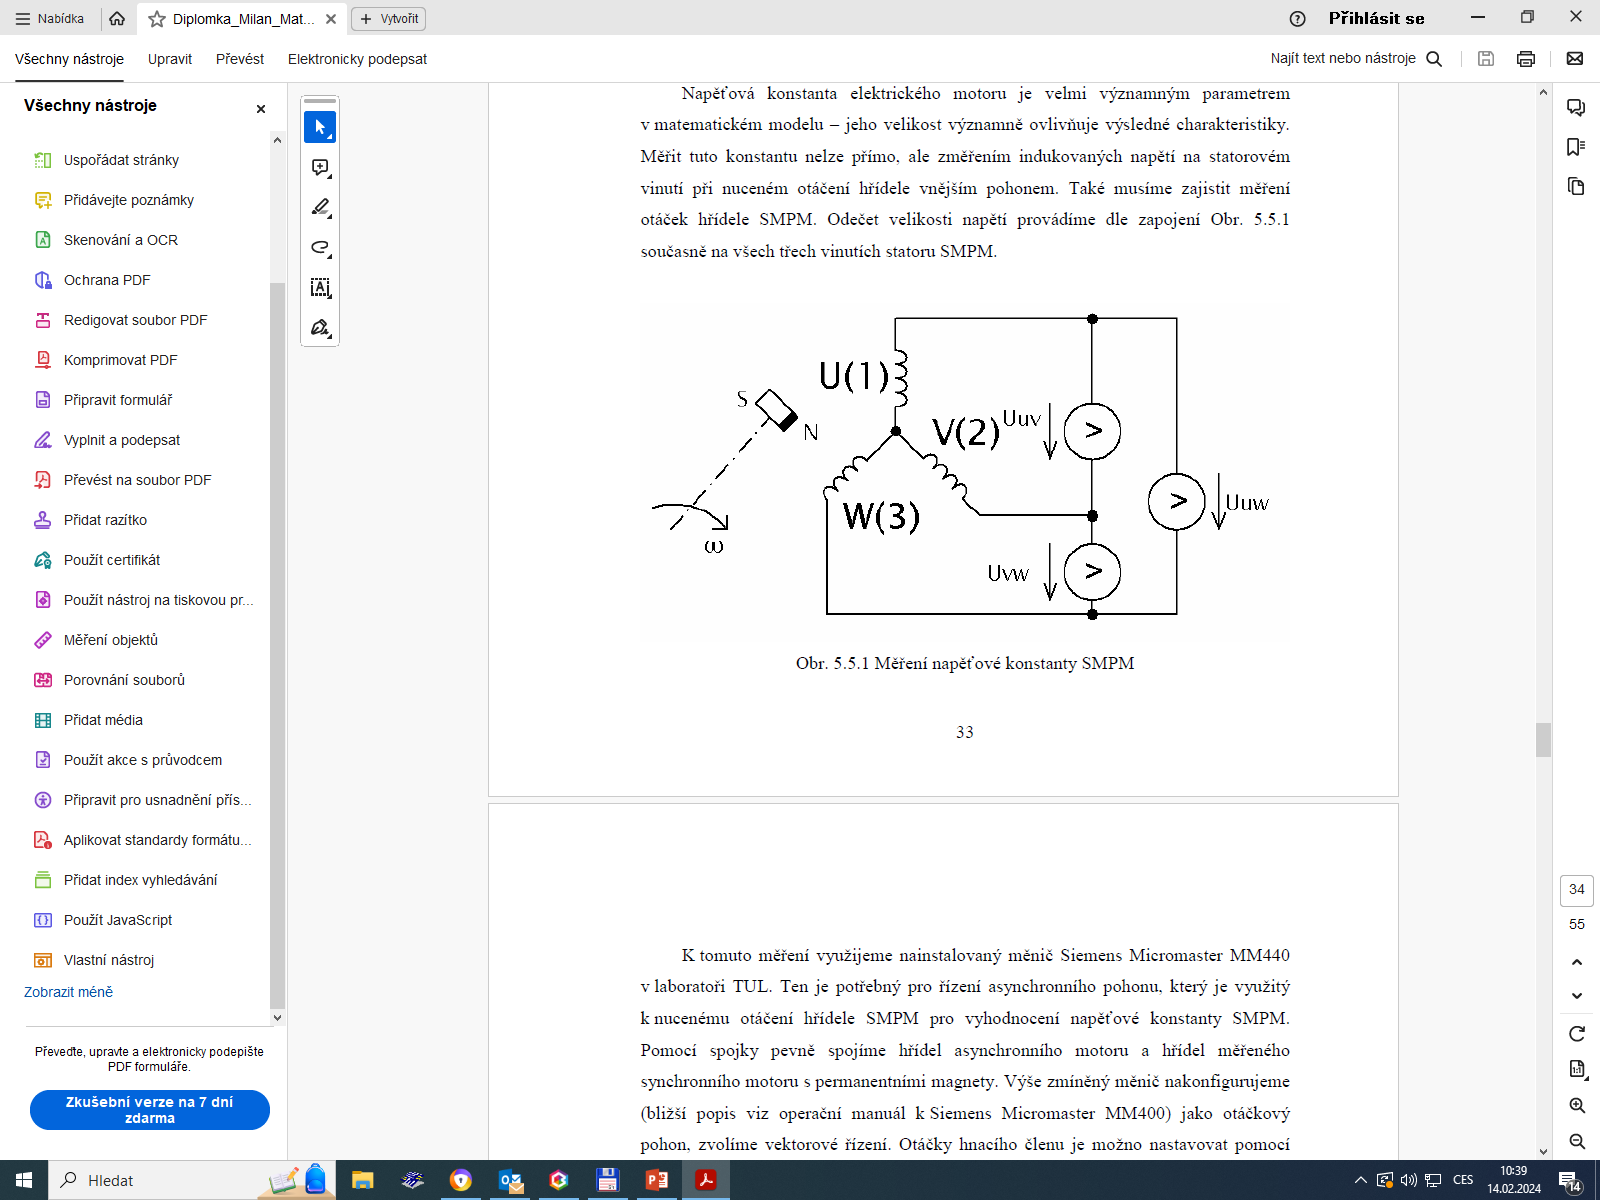 Nabídka
Diplomka_Milan_Mat...
Vytvořit
Přihlásit se
Všechny nástroje
Upravit
Převést
Elektronicky podepsat
Najít text nebo nástroje
Všechny nástroje
Uspořádat stránky
Přidávejte poznámky
Skenování a OCR
Ochrana PDF
Redigovat soubor PDF
Komprimovat PDF
Připravit formulář
Vyplnit a podepsat
Převést na soubor PDF
Přidat razítko
Použít certifikát
Použít nástroj na tiskovou pr...
Měření objektů
Porovnání souborů
Přidat média
Použít akce s průvodcem
Připravit pro usnadnění přís...
Aplikovat standardy formátu...
Přidat index vyhledávání
Použít JavaScript
Vlastní nástroj
Zobrazit méně
Převeďte, upravte a elektronicky podepište
PDF formuláře.
Zkušební verze na 7 dní
zdarma
Napěťová konstanta elektrického motoru je velmi významným parametrem
v matematickém modelu – jeho velikost významně ovlivňuje výsledné charakteristiky.
Měřit tuto konstantu nelze přímo, ale změřením indukovaných napětí na statorovém
vinutí při nuceném otáčení hřídele vnějším pohonem. Také musíme zajistit měření
otáček hřídele SMPM. Odečet velikosti napětí provádíme dle zapojení Obr. 5.5.1
současně na všech třech vinutích statoru SMPM.
U(1)
S
N
V(2)
Uuv
>
W(3)
>
Uuw
ω
Uvw
>
Obr. 5.5.1 Měření napěťové konstanty SMPM
33
K tomuto měření využijeme nainstalovaný měnič Siemens Micromaster MM440
v laboratoři TUL. Ten je potřebný pro řízení asynchronního pohonu, který je využitý
k nucenému otáčení hřídele SMPM pro vyhodnocení napěťové konstanty SMPM.
Pomocí spojky pevně spojíme hřídel asynchronního motoru a hřídel měřeného
synchronního motoru s permanentními magnety. Výše zmíněný měnič nakonfigurujeme
(bližší popis viz operační manuál k Siemens Micromaster MM400) jako otáčkový
pohon, zvolíme vektorové řízení. Otáčky hnacího členu je možno nastavovat pomocí
34
55
1:1
Hledat
CES
10:39
14.02.2024
14